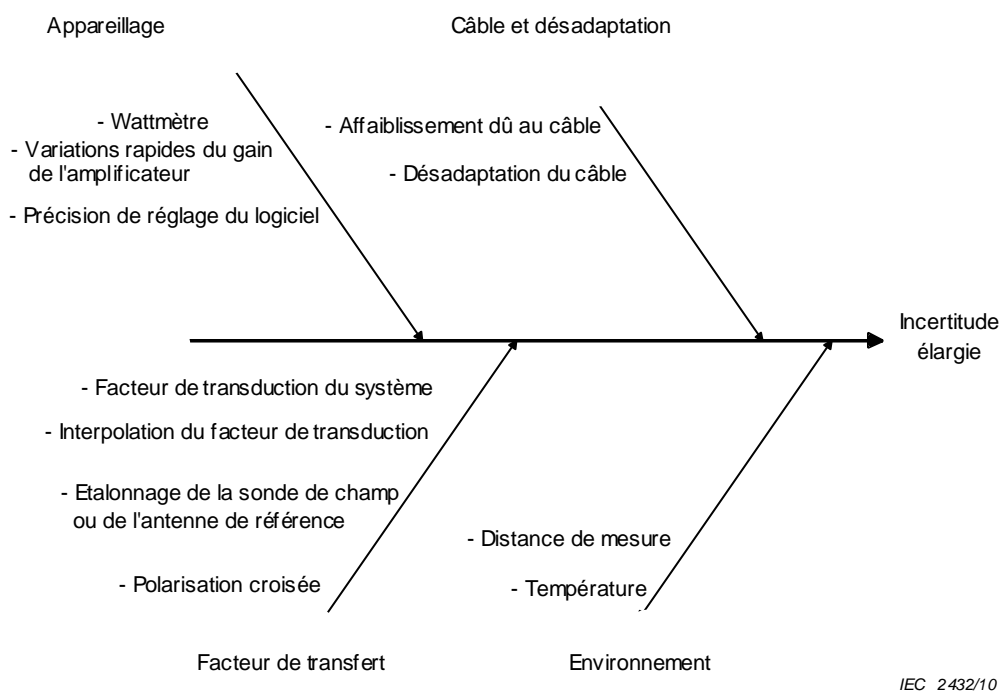 Appareillage
Câble et désadaptation
- Wattmètre
- Variations rapides du gain
de l'amplificateur
- Précision de réglage du logiciel
- Affaiblissement dû au câble
- Désadaptation du câble
Incertitude
élargie
- Facteur de transduction du système
- Interpolation du facteur de transduction
- Etalonnage de la sonde de champ
ou de l'antenne de référence
- Polarisation croisée
- Distance de mesure
- Température
Facteur de transfert
Environnement
IEC 2432/10